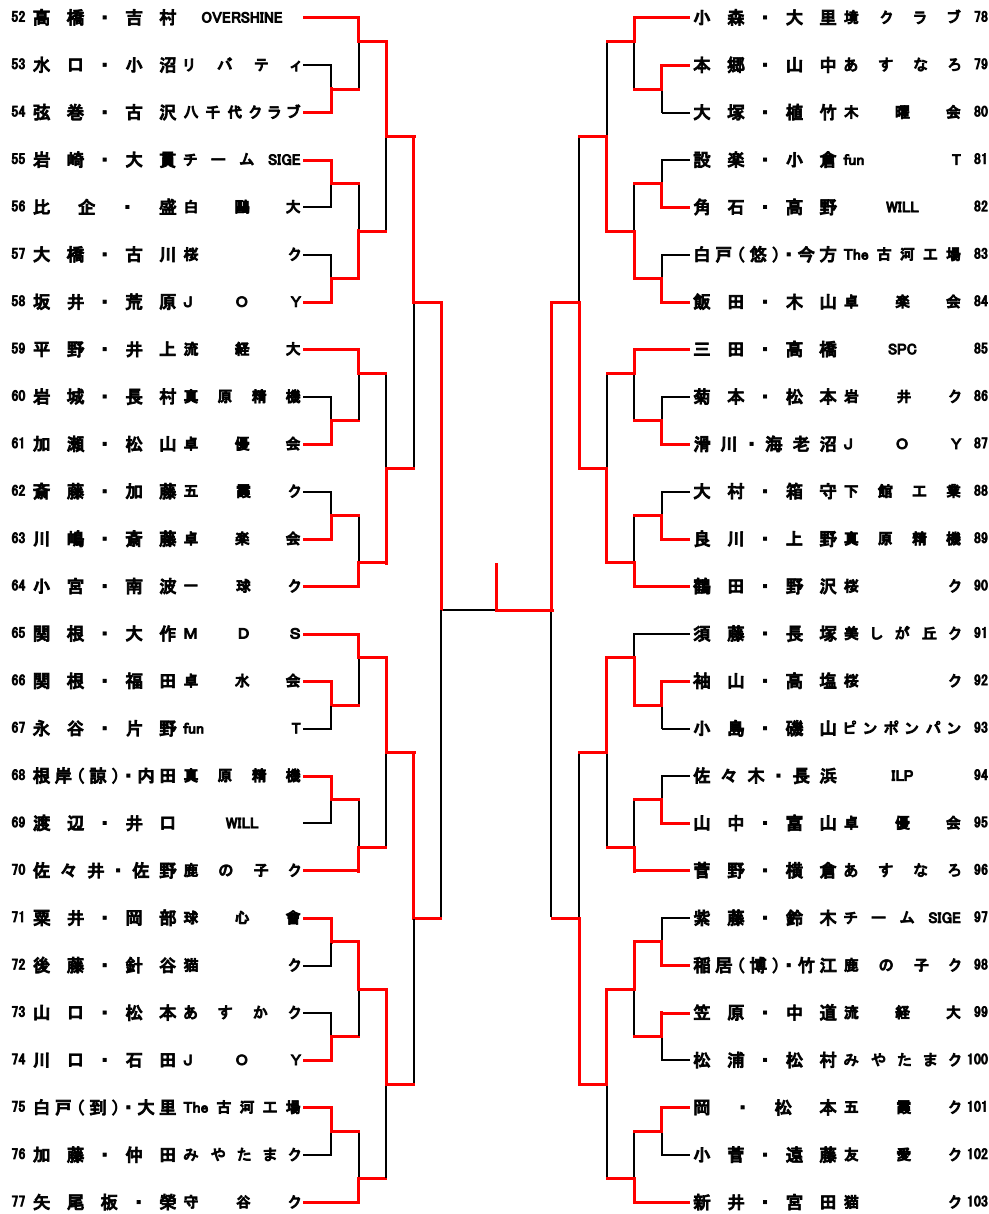 52 高橋・吉村 OVERSHINE
53 水口・小沼 リバティ
54 弦巻・古沢 八千代クラブ
55 岩崎・大貫 チームSIGE
56 比企・盛 白鷗大
57 大橋・古川 桜ク
58 坂井・荒原 JOY
59 平野・井上 流経大
60 岩城・長村 真原精機
61 加瀬・松山 卓優会
62 斎藤・加藤 五霞ク
63 川嶋・斎藤 卓楽会
64 小宮・南波 一球ク
65 関根・大作 MDS
66 関根・福田 卓水会
67 永谷・片野 fun T
68 根岸(諒)・内田 真原精機
69 渡辺・井口 WILL
70 佐々井・佐野 鹿の子ク
71 粟井・岡部 球心會
72 後藤・針谷 猫ク
73 山口・松本 あすかク
74 川口・石田 JOY
75 白戸(到)・大里 The古河工場
76 加藤・仲田 みやたまク
77 矢尾板・榮 守谷ク
小森・大里 境クラブ 78
本郷・山中 あすなろ 79
大塚・植竹 木曜会 80
設楽・小倉 fun T 81
角石・高野 WILL 82
白戸(悠)・今方 The古河工場 83
飯田・木山 卓楽会 84
三田・高橋 SPC 85
菊本・松本 岩井ク 86
滑川・海老沼 JOY 87
大村・箱守 下館工業 88
良川・上野 真原精機 89
鶴田・野沢 桜ク 90
須藤・長塚 美しが丘ク 91
袖山・高塩 桜ク 92
小島・磯山 ピンポンパン 93
佐々木・長浜 ILP 94
山中・富山 卓優会 95
菅野・横倉 あすなろ 96
紫藤・鈴木 チームSIGE 97
稲居(博)・竹江 鹿の子ク 98
笠原・中道 流経大 99
松浦・松村 みやたまク 100
岡・松本 五霞ク 101
小菅・遠藤 友愛ク 102
新井・宮田 猫ク 103